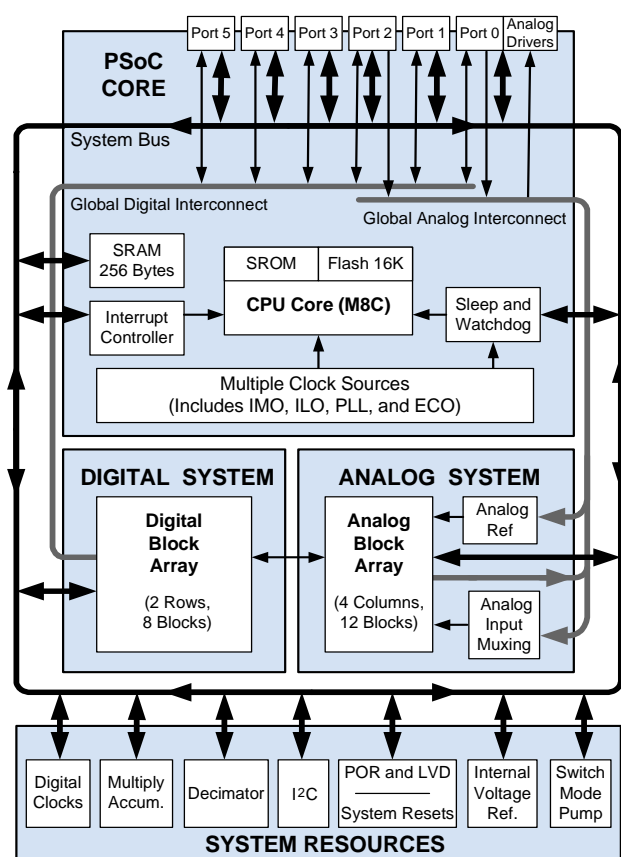 Port 5
Port 4
Port 3
Port 2
Port 1
Port 0
Analog
Drivers
PSoC
CORE
System Bus
Global Digital Interconnect
Global Analog Interconnect
SRAM
256 Bytes
SROM
Flash 16K
CPU Core (M8C)
Interrupt
Controller
Sleep and
Watchdog
Multiple Clock Sources
(Includes IMO, ILO, PLL, and ECO)
DIGITAL SYSTEM
Digital
Block
Array
(2 Rows,
8 Blocks)
ANALOG SYSTEM
Analog
Block
Array
(4 Columns,
12 Blocks)
Analog
Ref
Analog
Input
Muxing
Digital
Clocks
Multiply
Accum.
Decimator
I2C
POR and LVD
System Resets
Internal
Voltage
Ref.
Switch
Mode
Pump
SYSTEM RESOURCES